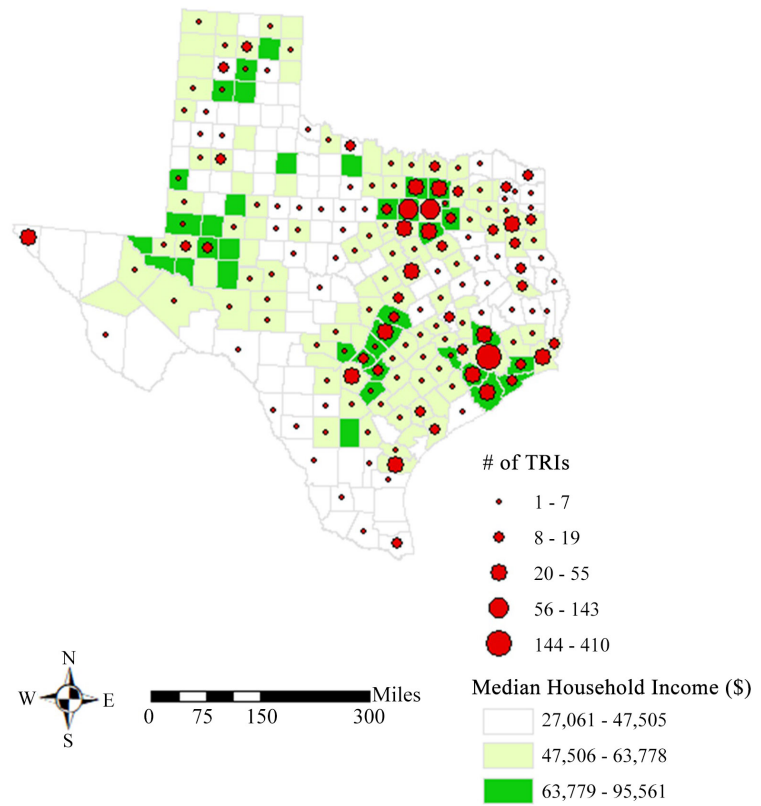 # of TRIs
1 - 7
8 - 19
20 - 55
56 - 143
144 - 410
N
W E
S
Miles
0 75 150 300
Median Household Income ($)
27,061 - 47,505
47,506 - 63,778
63,779 - 95,561